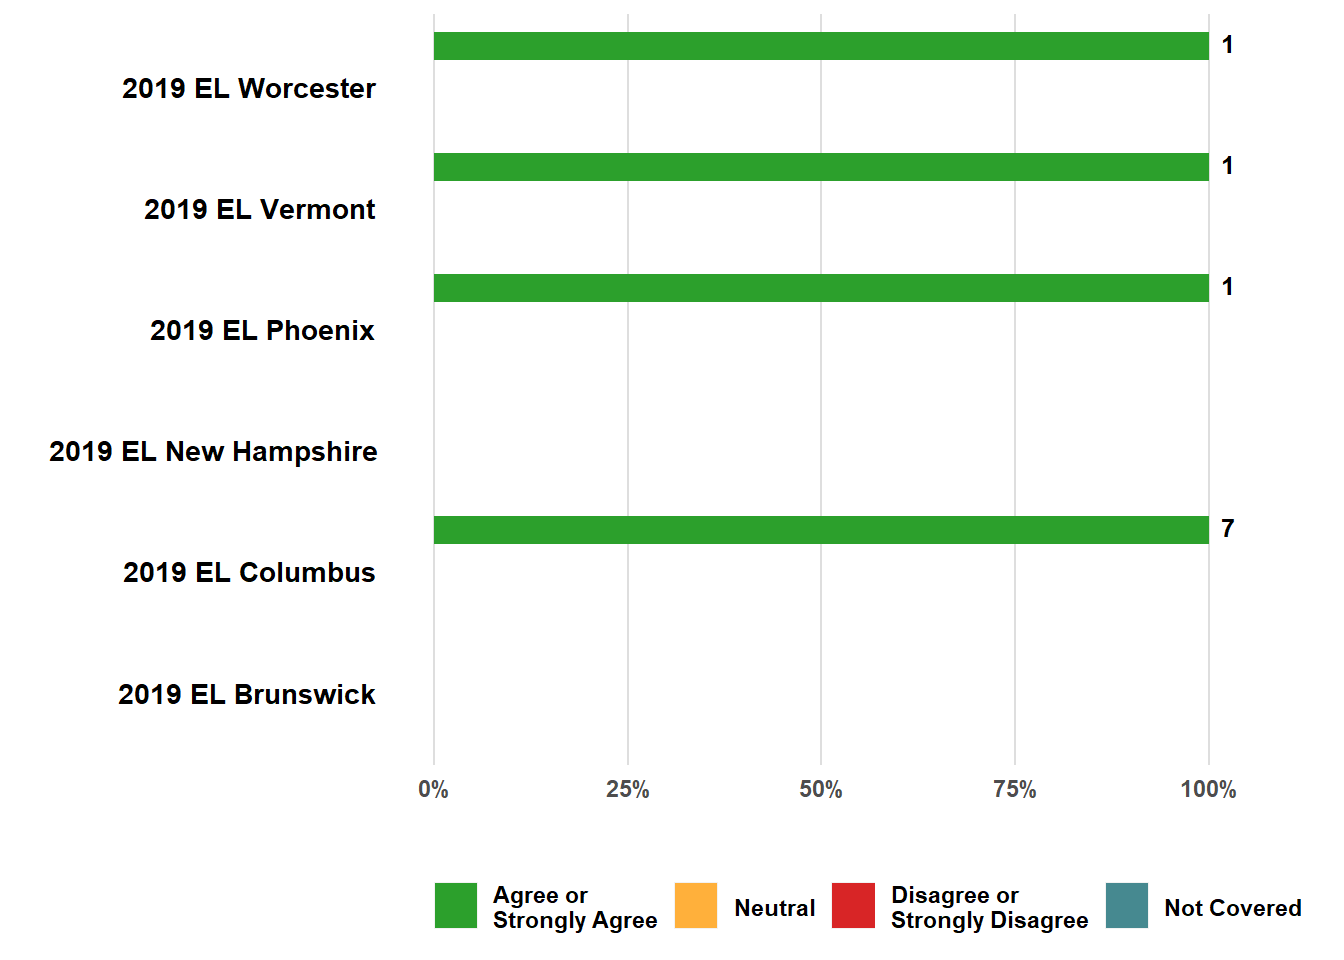 1
2019 EL Worcester
1
2019 EL Vermont
1
2019 EL Phoenix
2019 EL New Hampshire
7
2019 EL Columbus
2019 EL Brunswick
0% 25% 50% 75% 100%
Agree or
Strongly Agree
Neutral
Disagree or
Strongly Disagree
Not Covered